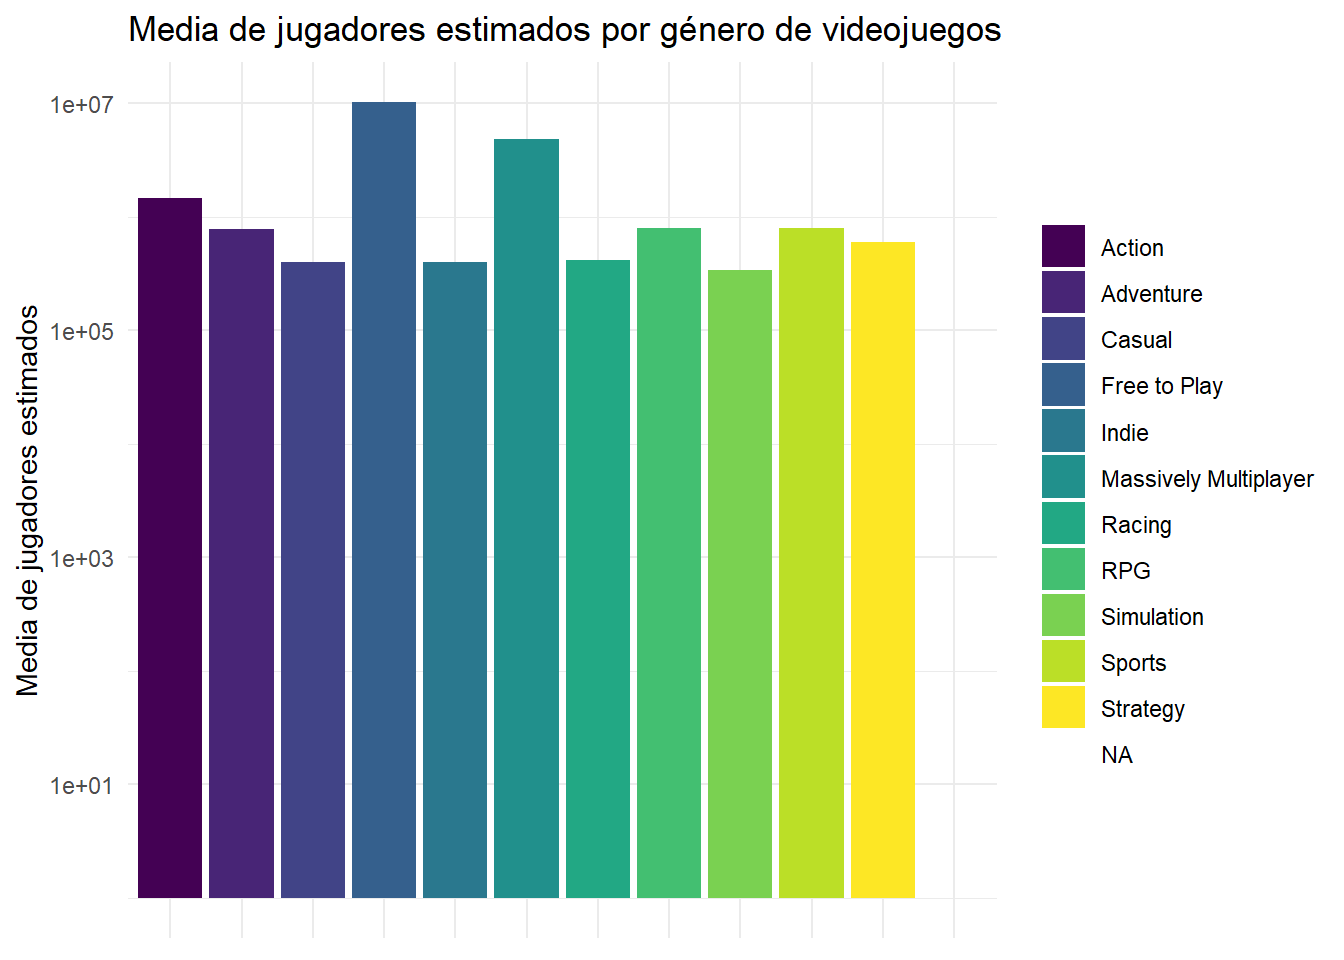 Media de jugadores estimados por género de videojuegos
Media de jugadores estimados
1e+07
1e+05
1e+03
1e+01
Action
Adventure
Casual
Free to Play
Indie
Massively Multiplayer
Racing
RPG
Simulation
Sports
Strategy
NA